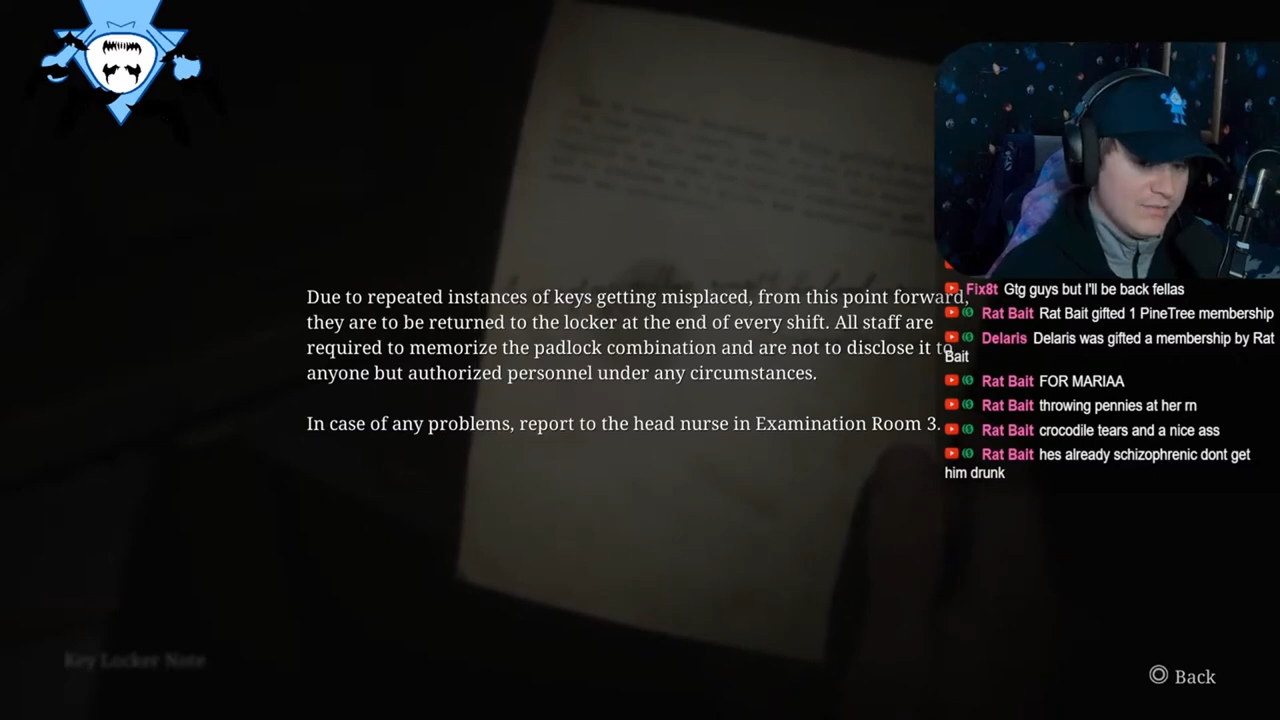 Due to repeated instances of keys getting misplaced, from this point forward,
they are to be returned to the locker at the end of every shift. All staff are
required to memorize the padlock combination and are not to disclose it to
anyone but authorized personnel under any circumstances.
In case of any problems, report to the head nurse in Examination Room 3.
Fix8t Gtg guys but I'll be back fellas
Rat Bait Rat Bait gifted 1 PineTree membership
Delaris Delaris was gifted a membership by Rat
Bait
Rat Bait FOR MARIAA
Rat Bait throwing pennies at her rn
Rat Bait crocodile tears and a nice ass
Rat Bait hes already schizophrenic dont get
him drunk
Key Locker Note
Back